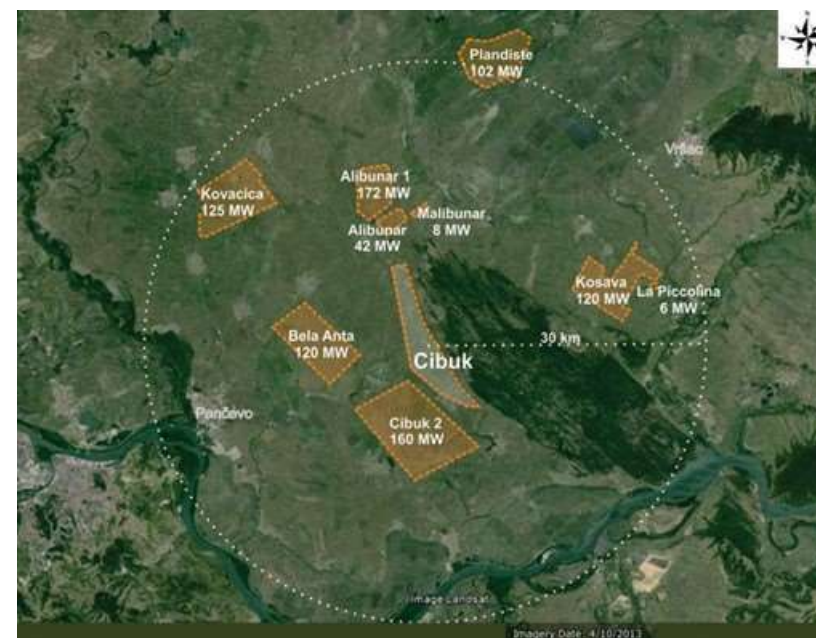 Plandiste
102 MW
Vršac
Alibunar 1
172 MW
Kovacica
125 MW
Malibunar
8 MW
Alibunar
42 MW
Kosava
120 MW
La Piccolina
6 MW
Bela Anta
120 MW
30 km
Cibuk
Pančevo
Cibuk 2
160 MW
Image Landsat
Imagery Date: 4/10/2013